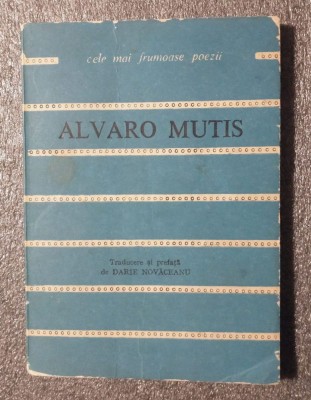 cele mai frumoase poezii
ALVARO MUTIS
Traducere și prefață
de DARIE NOVĂCEANU